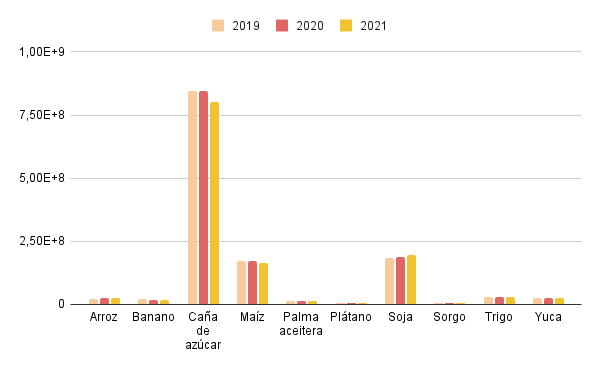 2019 2020 2021
1,00E+9
7,50E+8
5,00E+8
2,50E+8
0
Arroz Banano Caña de azúcar Maíz Palma aceitera Plátano Soja Sorgo Trigo Yuca